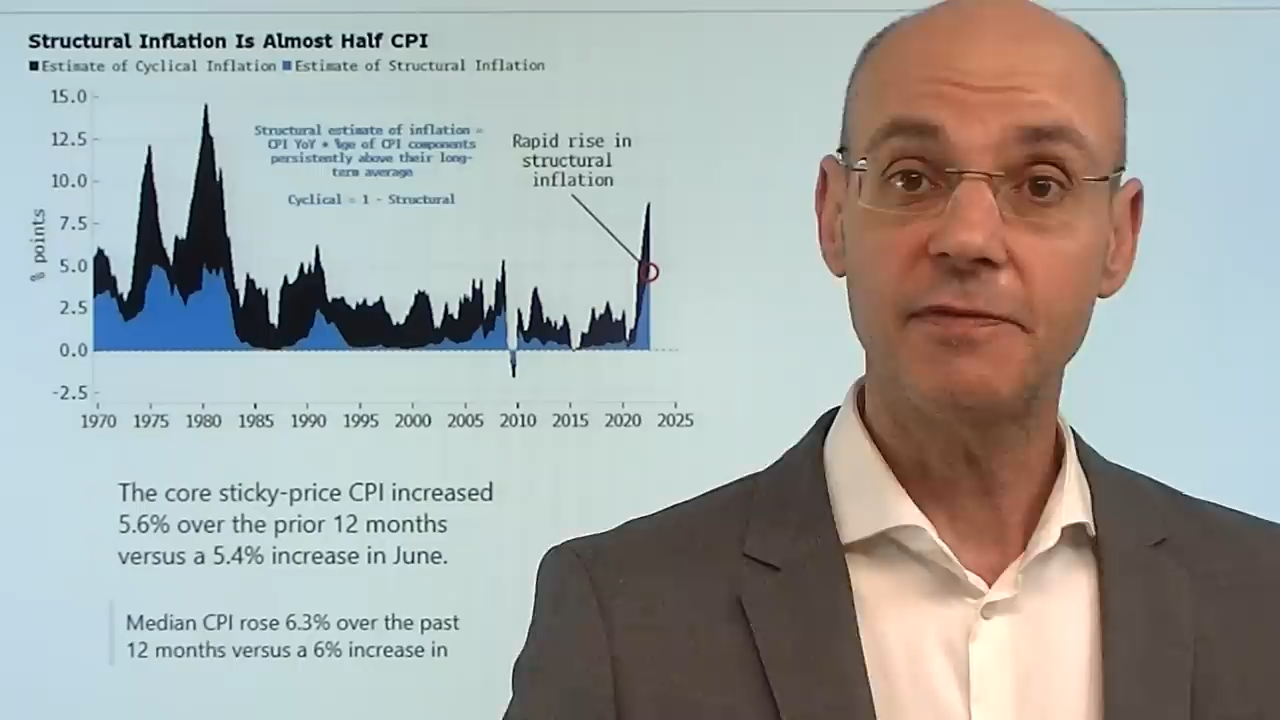 Structural Inflation Is Almost Half CPI
Estimate of Cyclical Inflation Estimate of Structural Inflation
15.0
12.5
10.0
7.5
5.0
2.5
0.0
-2.5
% points
Structural estimate of inflation =
CPI YoY * %ge of CPI components
persistently above their long-
term average
Cyclical = 1 - Structural
Rapid rise in
structural
inflation
1970 1975 1980 1985 1990 1995 2000 2005 2010 2015 2020 2025
The core sticky-price CPI increased
5.6% over the prior 12 months
versus a 5.4% increase in June.
Median CPI rose 6.3% over the past
12 months versus a 6% increase in